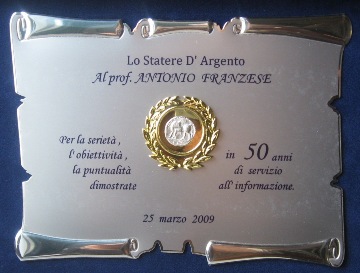 Lo Statere D' Argento
Al prof. ANTONIO FRANZESE
Per la serietà ,
l'obiettività ,
la puntualità
dimostrate
in 50 anni
di servizio
all'informazione.
25 marzo 2009